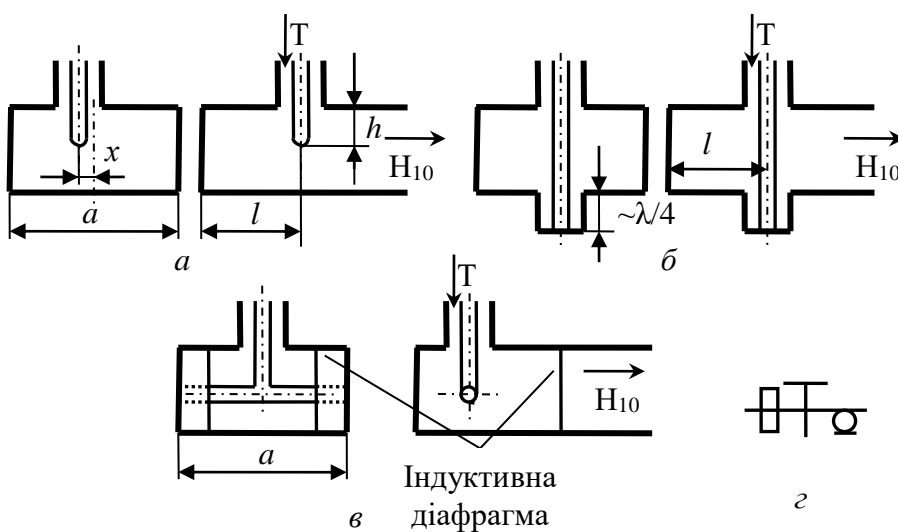 T
T
h
l
x
H₁₀
H₁₀
a
l
~λ/4
а
б
T
H₁₀
a
Індуктивна
діафрагма
в
г